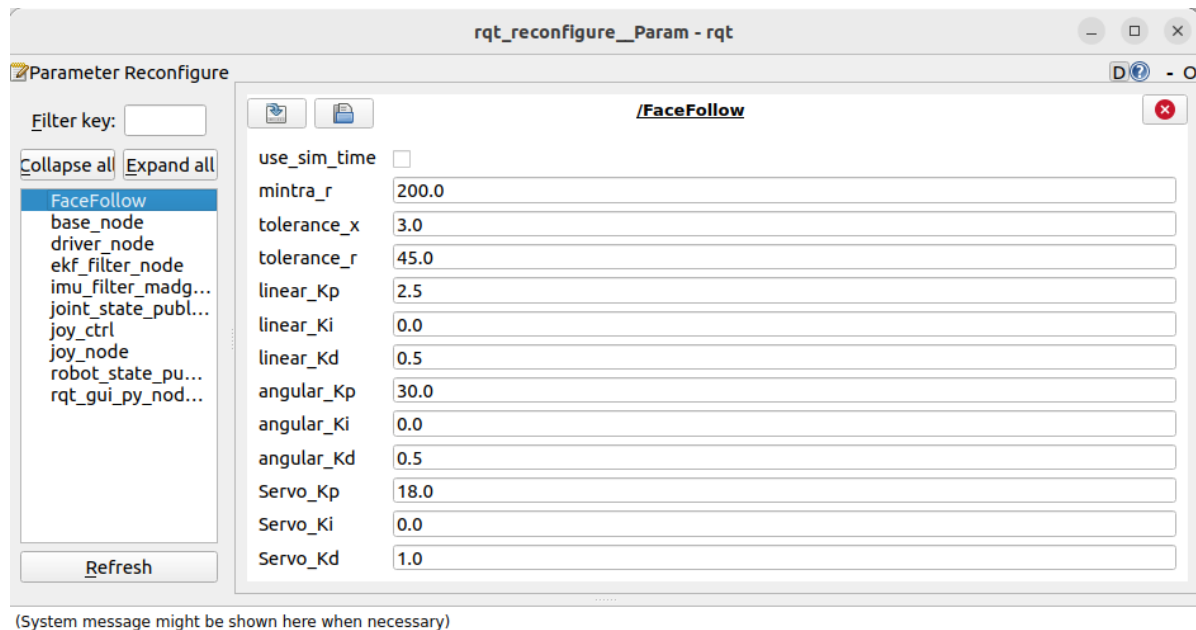 rqt_reconfigure__Param - rqt
Parameter Reconfigure
D - O
Filter key:
Collapse all Expand all
FaceFollow
base_node
driver_node
ekf_filter_node
imu_filter_madg...
joint_state_publ...
joy_ctrl
joy_node
robot_state_pu...
rqt_gui_py_nod...
Refresh
/FaceFollow
use_sim_time
mintra_r 200.0
tolerance_x 3.0
tolerance_r 45.0
linear_Kp 2.5
linear_Ki 0.0
linear_Kd 0.5
angular_Kp 30.0
angular_Ki 0.0
angular_Kd 0.5
Servo_Kp 18.0
Servo_Ki 0.0
Servo_Kd 1.0
(System message might be shown here when necessary)